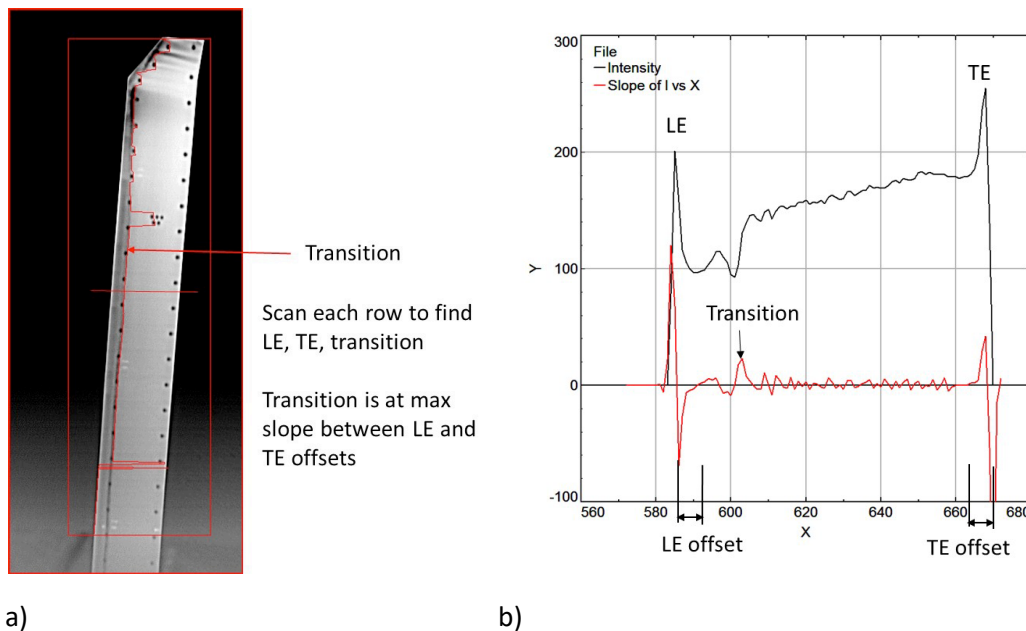 Transition
Scan each row to find
LE, TE, transition
Transition is at max
slope between LE and
TE offsets
a)
300
200
100
0
-100
Y
File
Intensity
Slope of I vs X
LE
TE
Transition
560
580
600
620
640
660
680
X
LE offset
TE offset
b)